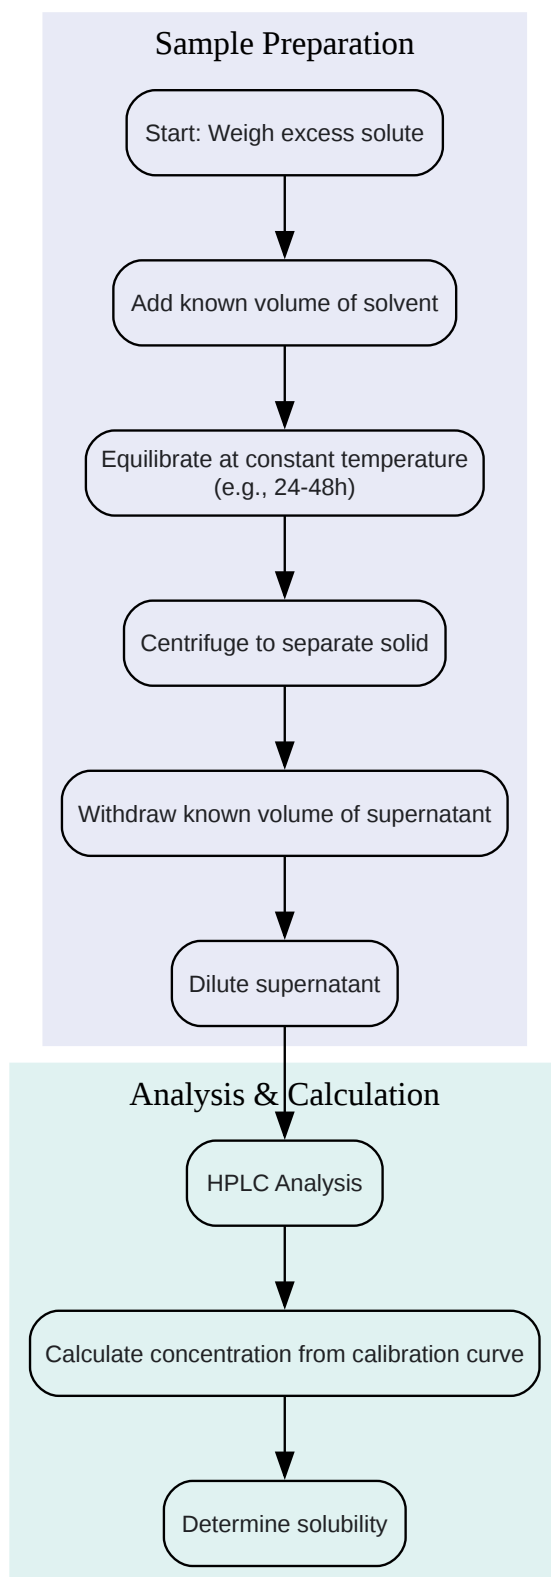 Sample Preparation
Start: Weigh excess solute
Add known volume of solvent
Equilibrate at constant temperature
(e.g., 24-48h)
Centrifuge to separate solid
Withdraw known volume of supernatant
Dilute supernatant
Analysis & Calculation
HPLC Analysis
Calculate concentration from calibration curve
Determine solubility